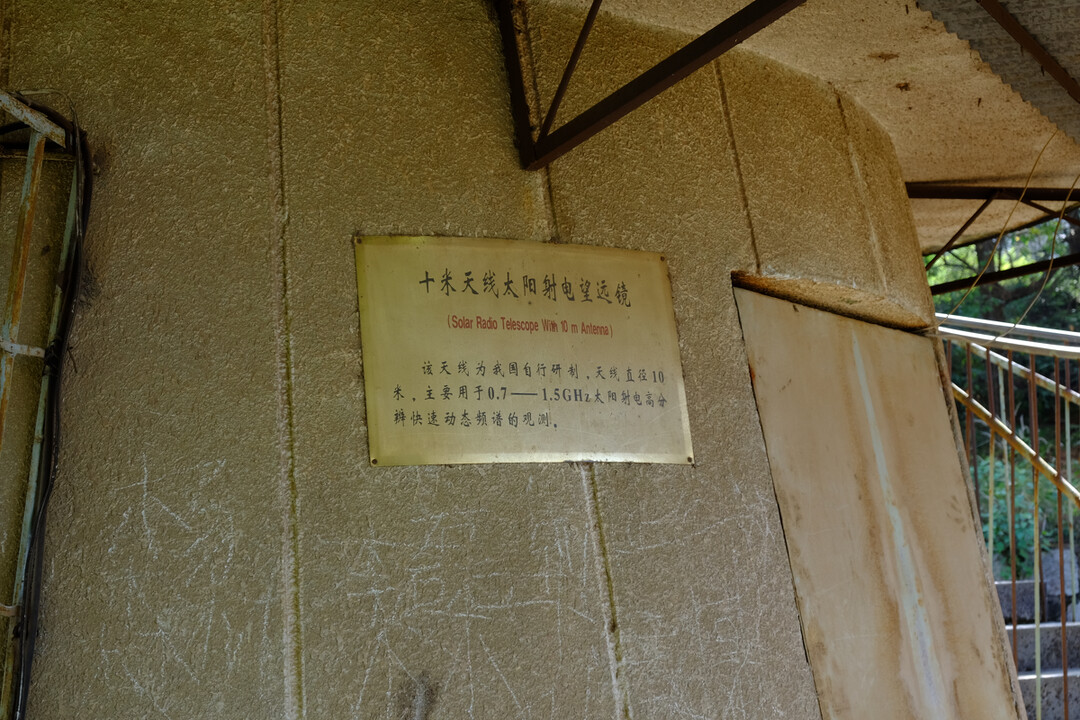 十米天线太阳射电望远镜
(Solar Radio Telescope With 10 m Antenna)
该天线为我国自行研制，天线直径10
米，主要用于0.7——1.5GHz太阳射电高分
辨快速动态频谱的观测。